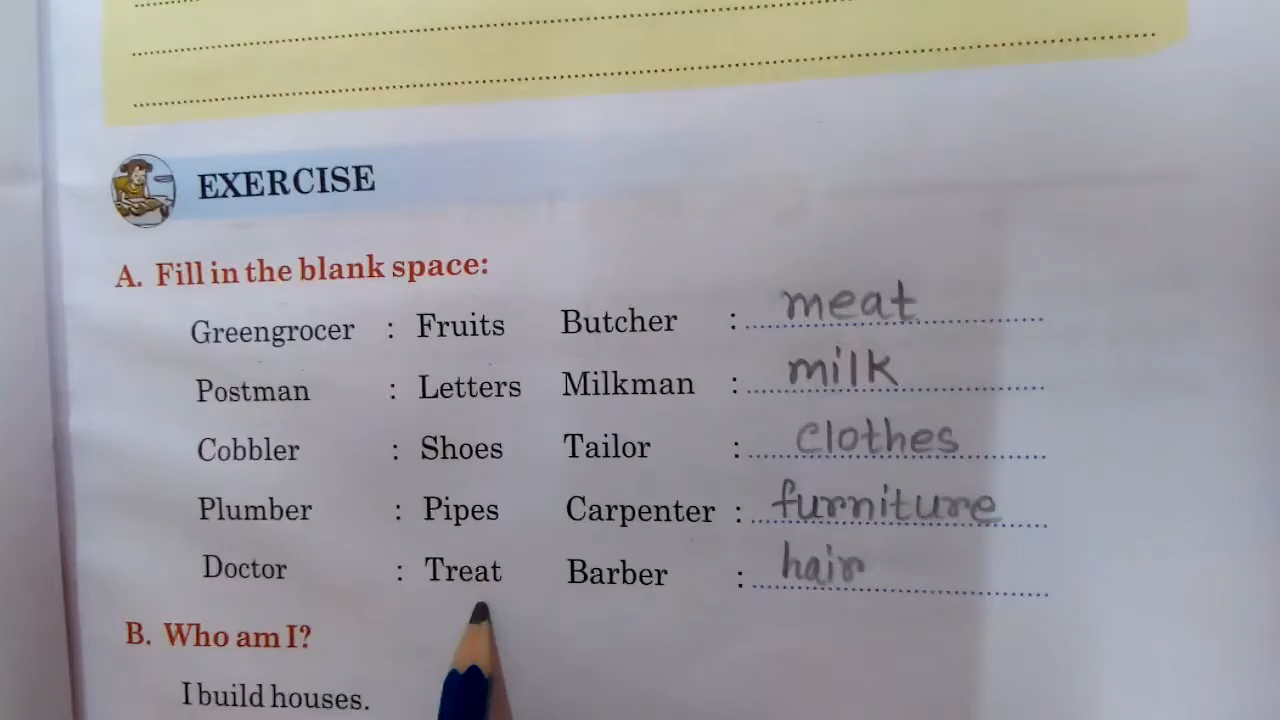 EXERCISE
A. Fill in the blank space:
Greengrocer : Fruits Butcher : meat
Postman : Letters Milkman : milk
Cobbler : Shoes Tailor : clothes
Plumber : Pipes Carpenter : furniture
Doctor : Treat Barber : hair
B. Who am I?
I build houses.